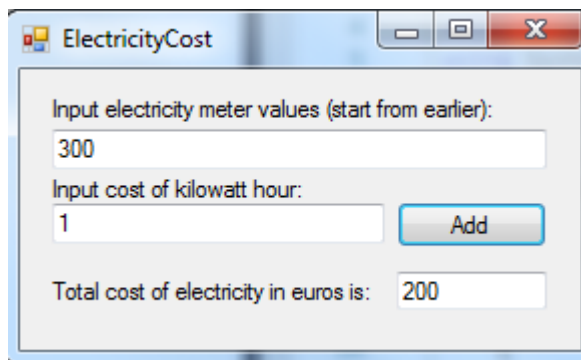 ElectricityCost
Input electricity meter values (start from earlier):
300
Input cost of kilowatt hour:
1 Add
Total cost of electricity in euros is: 200